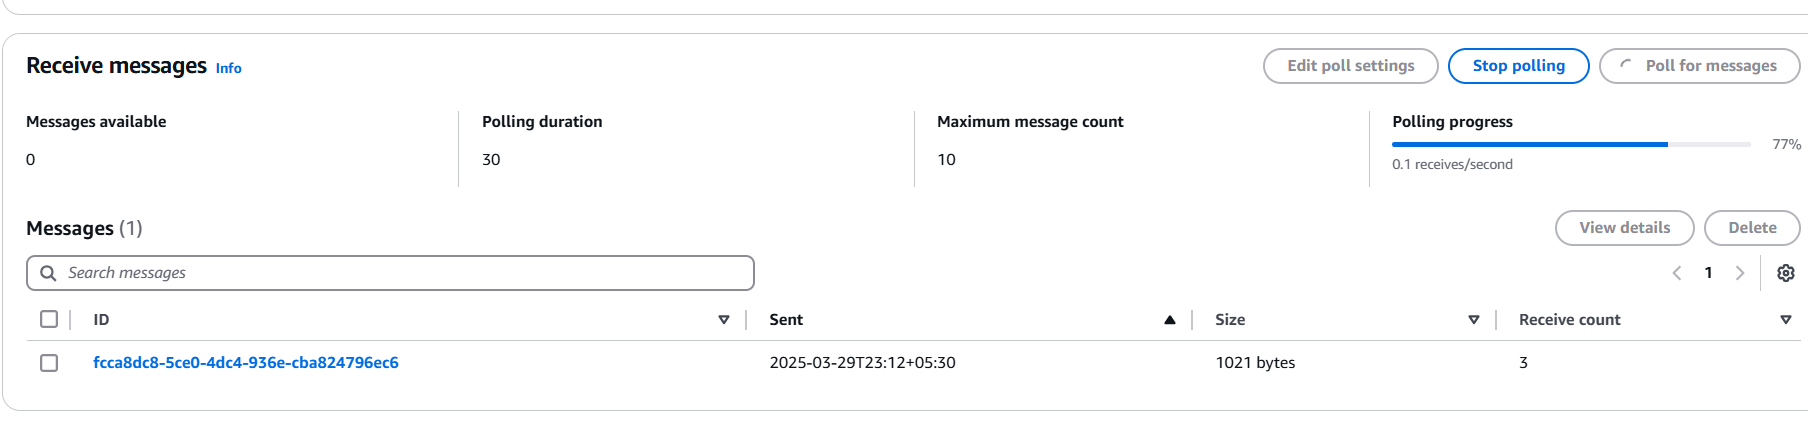 Receive messages Info
Edit poll settings
Stop polling
Poll for messages
Messages available
0
Polling duration
30
Maximum message count
10
Polling progress
77%
0.1 receives/second
Messages (1)
View details
Delete
Search messages
1
ID Sent Size Receive count
fcca8dc8-5ce0-4dc4-936e-cba824796ec6 2025-03-29T23:12+05:30 1021 bytes 3